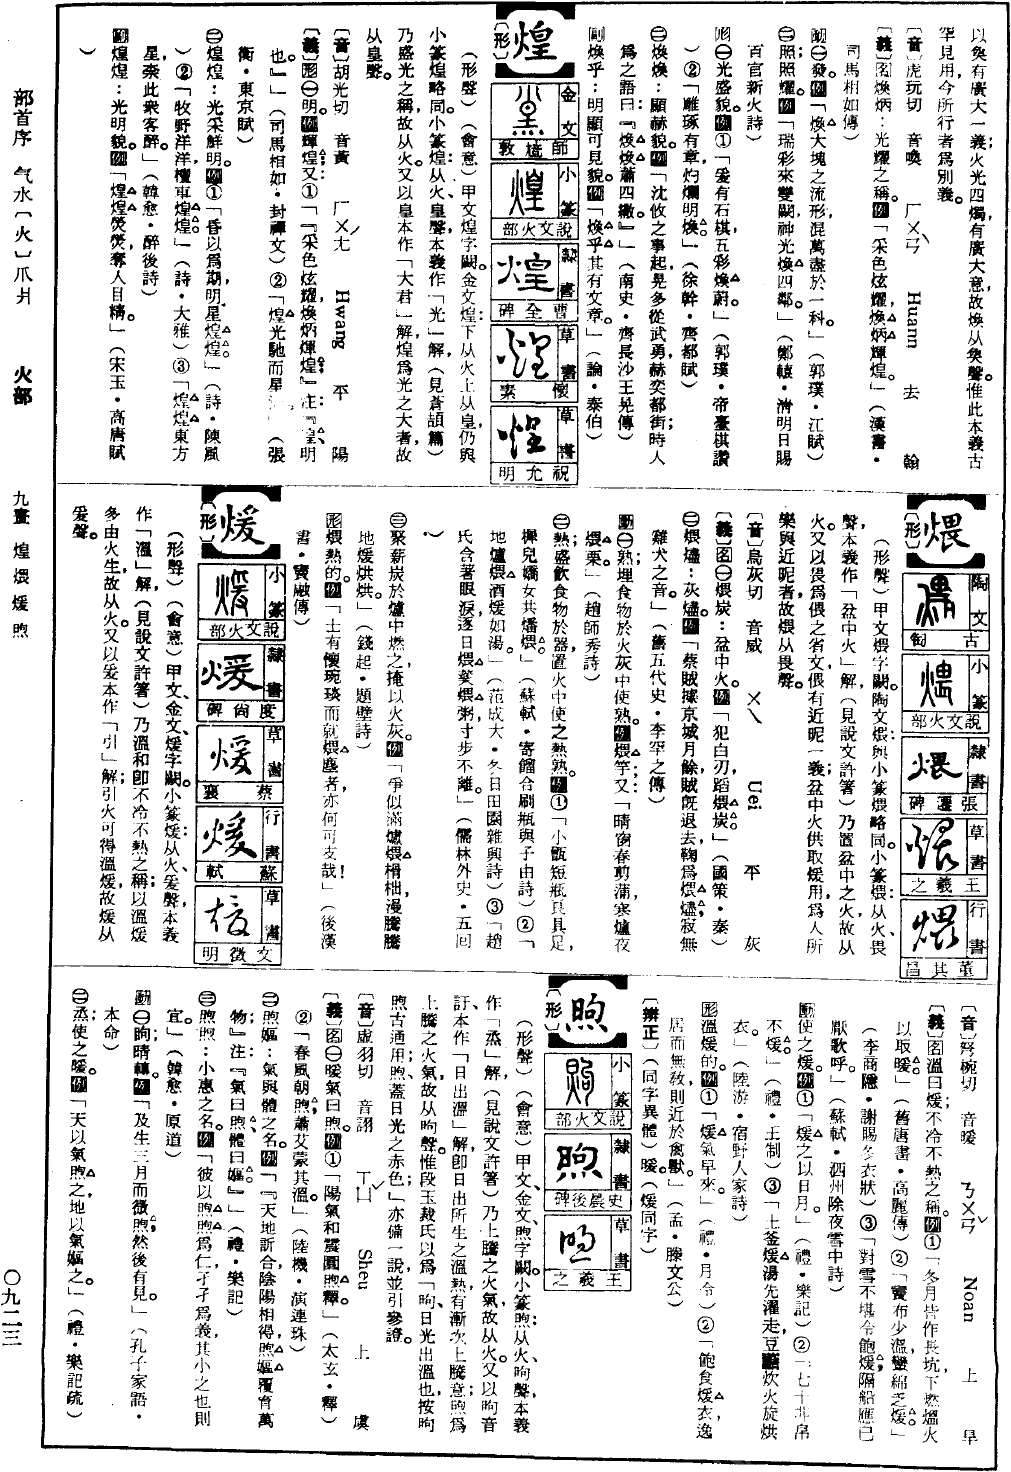 以奐有廣大一義火光四燭有廣大意故煥从奐聲惟此本義古
罕見用今所行者爲別義。
〔音〕虎玩切 音喚 ㄏㄨㄢˋ Huann 去 翰
〔義〕名煥炳：光耀之稱。例「采色炫耀煥炳輝煌。」（漢書・
司馬相如傳）
動㊀發。例「煥大塊之流形混萬盡於一科。」（郭璞・江賦）
㊁照耀。例「瑞彩來雙闕神光煥四鄰。」（鄭轅・清明日賜
百官新火詩）
形㊀光盛貌。例①「爰有石棋五彩煥蔚。」（郭璞・帝臺棋讚
）②「雕琢有章灼爛明煥。」（徐幹・齊都賦）
㊁煥煥：顯赫貌。例「沈攸之事起晃多從武勇赫奕都街時人
爲之語曰：『煥煥蕭四繖。』」（南史・齊長沙王晃傳）
副煥乎：明顯可見貌。例「煥乎其有文章。」（論・泰伯）
煌
〔形〕
金文 師㝨敦
小篆 說文火部
隸書 曹全碑
草書 懷素
草書 祝允明
（形聲）（會意）甲文煌字闕。金文煌：下从火上从皇仍與
小篆煌略同。小篆煌：从火、皇聲本義作「光」解（見蒼頡篇）
乃盛光之稱，故从火。又以皇本作「大君」解，煌爲光之大者故
从皇聲。
〔音〕胡光切 音黃 ㄏㄨㄤˊ Hwang 平 陽
〔義〕形㊀明。例輝煌；又：①「『采色炫耀煥炳輝煌』注：『煌、明
也。』」（司馬相如・封禪文）②「煌光馳而星」（張
衡・東京賦）
㊁煌煌：光采鮮明。例①「昏以爲期明星煌煌。」（詩・陳風
）②「牧野洋洋檀車煌煌。」（詩・大雅）③「煌煌東方
星奈此衆客醉。」（韓愈・醉後詩）
副煌煌：光明貌。例「煌煌熒熒奪人目精。」（宋玉・高唐賦
）
煨
〔形〕
陶文 古匋
小篆 說文火部
隸書 張遷碑
草書 王羲之
行書 董其昌
（形聲）甲文煨字闕。陶文煨：與小篆煨略同。小篆煨：从火、畏
聲本義作「盆中火」解（見說文許箸）乃置盆中之火，故从
火。又以畏爲偎之省文，偎有近昵一義；盆中火供取煖用，爲人所
樂與近昵者，故煨从畏聲。
〔音〕烏灰切 音威 ㄨㄟ Uei 平 灰
〔義〕名㊀煨炭：盆中火。例「犯白刃蹈煨炭。」（國策・秦）
㊁煨燼：灰燼。例「蔡賊據京城月餘賊既退去鞠爲煨燼寂無
雞犬之音。」（舊五代史・李罕之傳）
動㊀熟埋食物於火灰中使熟。例煨芋；又「晴窗春剪蒲寒爐夜
煨栗。」（趙師秀詩）
㊁熱盛飲食物於器置火中使之熱熟。例①「小甑短瓶良具足，
樨兒嬌女共燔煨。」（蘇軾・寄餾合刷瓶與子由詩）②「
地爐煨酒煖如湯。」（范成大・冬日田園雜興詩）③「趙
氏含著眼淚逐日煨藥煨粥寸步不離。」（儒林外史・五回
）
㊂聚薪炭於爐中燃之掩以火灰。例「爭似滿爐煨榾柮漫騰騰
地煖烘烘。」（錢起・題壁詩）
形煨熱的。例「士有懷琬琰而就煨塵者亦何可支哉！」（後漢
書・竇融傳）
煖
〔形〕
小篆 說文火部
隸書 度尚碑
草書 蔡襄
行書 蘇軾
草書 文徵明
（形聲）（會意）甲文、金文煖字闕。小篆煖：从火、爰聲本義
作「溫」解（見說文許箸）乃溫和卽不冷不熱之稱；以溫煖
多由火生，故从火。又以爰本作「引」解；引火可得溫煖故煖从
爰聲。
〔音〕弩椀切 音暖 ㄋㄨㄢˇ Noan 上 旱
〔義〕名溫曰煖；不冷不熱之稱。例①「冬月皆作長坑下燃熅火
以取暖。」（舊唐書・高麗傳）②「竇布少溫蠻綿乏煖。」
（李商隱・謝賜冬衣狀）③「對雪不堪令飽煖隔船應已
厭歌呼。」（蘇軾・泗州除夜雪中詩）
動使之煖。例①「煖之以日月。」（禮・樂記）②「七十非帛
不煖。」（禮・王制）③「土釜煖湯先濯走豆䕸炊火旋烘
衣。」（陸游・宿野人家詩）
形溫煖的。例①「煖氣早來。」（禮・月令）②「飽食煖衣逸
居而無敎則近於禽獸。」（孟・滕文公）
〔辨正〕（同字異體）暖。（煖同字）
煦
〔形〕
小篆 說文火部
隸書 史晨後碑
草書 王羲之
（形聲）（會意）甲文、金文煦字闕。小篆煦：从火、昫聲本義
作「烝」解（見說文許箸）乃上騰之火氣故从火。又以昫音
訏本作「日出溫」解卽日出所生之溫熱有漸次上騰意煦爲
上騰之火氣，故从昫聲。惟段玉裁氏以爲「昫、日光出溫也；按昫
煦古通用；煦蓋日光之赤色」亦備一說並引參證。
〔音〕虛羽切 音詡 ㄒㄩˇ Sheu 上 麌
〔義〕名㊀暖氣曰煦。例①「陽氣和震圜煦釋。」（太玄・釋）
②「春風朝煦蕭艾蒙其溫。」（陸機・演連珠）
㊁煦嫗：氣與體之名。例「『天地訢合陰陽相得煦嫗覆育萬
物』注：『氣曰煦體曰嫗。』」（禮・樂記）
㊂煦煦：小惠之名。例「彼以煦煦爲仁孑孑爲義其小之也則
宜。」（韓愈・原道）
動㊀眴睛轉。例「及生三月而微煦然後有見。」（孔子家語・
本命）
㊁烝；使之暖。例「天以氣煦之地以氣嫗之。」（禮・樂記疏）
部首序 气水〔火〕爪爿 火部 九畫 煌煨煖煦 〇九二三